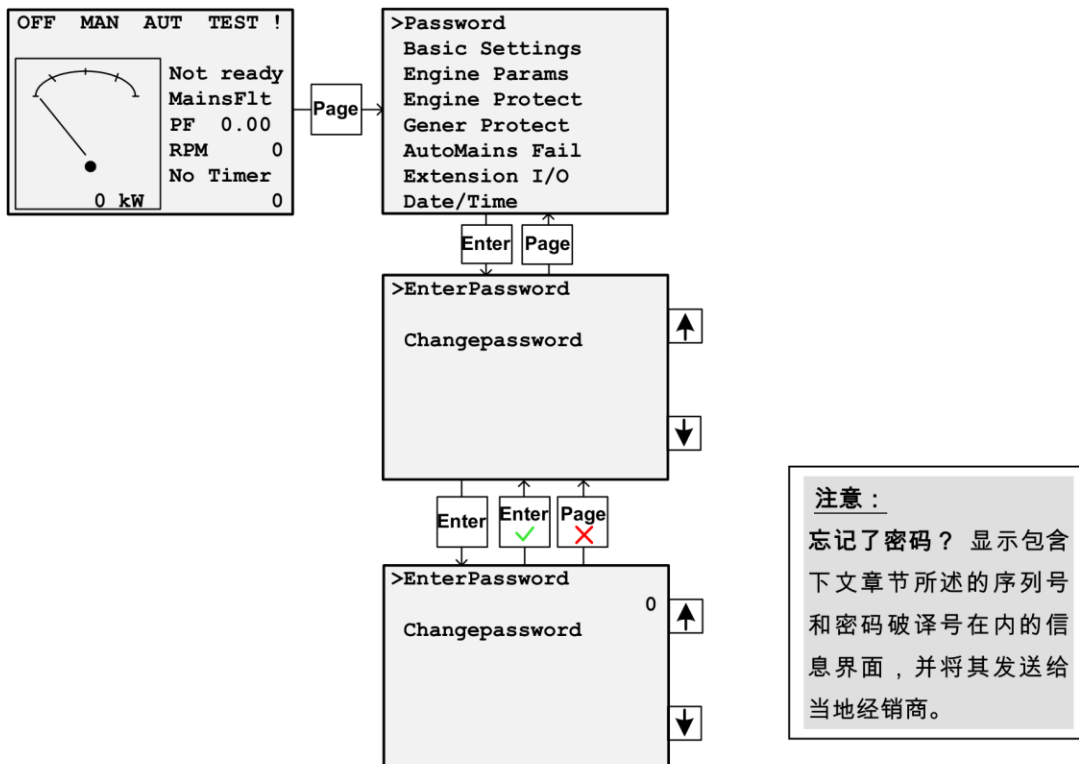 OFF MAN AUT TEST !
Not ready
MainsFlt
PF 0.00
RPM 0
No Timer
0 kW 0
Page
>Password
Basic Settings
Engine Params
Engine Protect
Gener Protect
AutoMains Fail
Extension I/O
Date/Time
Enter Page
>EnterPassword
Changepassword
Enter Enter Page
>EnterPassword
0
Changepassword
注意：
忘记了密码？ 显示包含
下文章节所述的序列号
和密码破译号在内的信
息界面，并将其发送给
当地经销商。